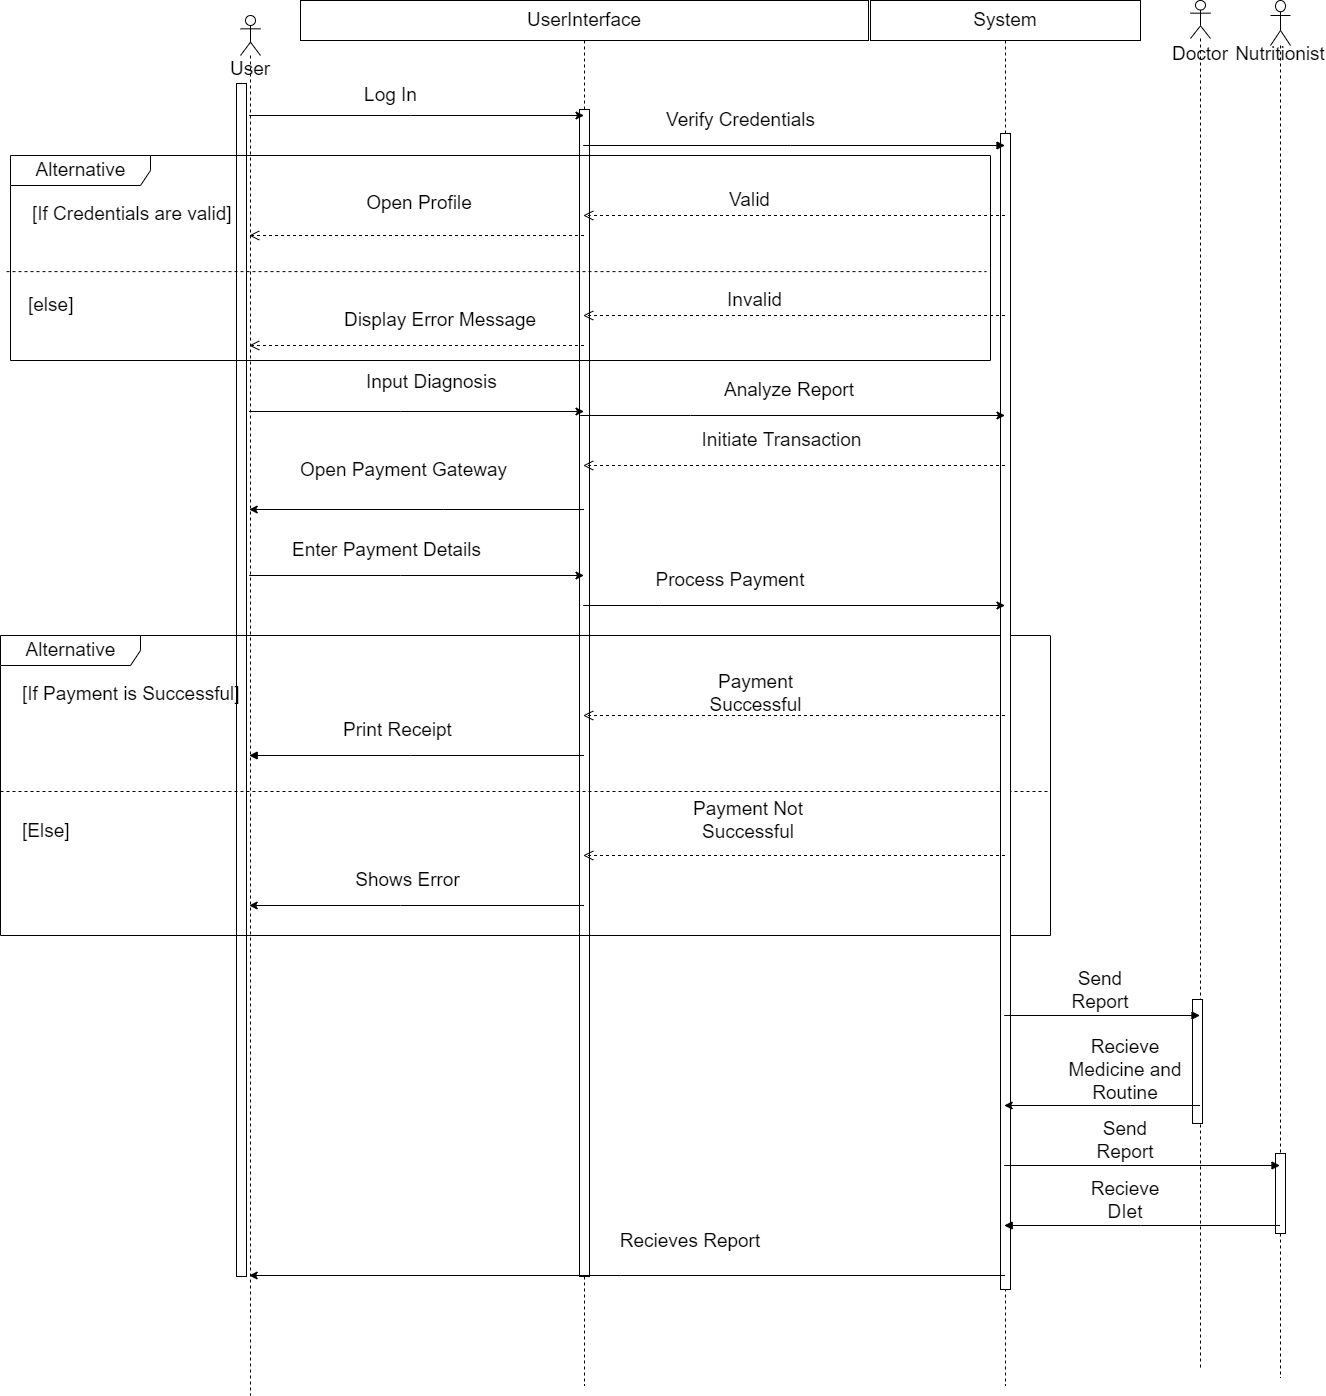 UserInterface
System
User
Doctor
Nutritionist
Log In
Verify Credentials
Alternative
[If Credentials are valid]
Open Profile
Valid
[else]
Invalid
Display Error Message
Input Diagnosis
Analyze Report
Initiate Transaction
Open Payment Gateway
Enter Payment Details
Process Payment
Alternative
[If Payment is Successful]
Payment
Successful
Print Receipt
Payment Not
Successful
[Else]
Shows Error
Send
Report
Recieve
Medicine and
Routine
Send
Report
Recieve
DIet
Recieves Report